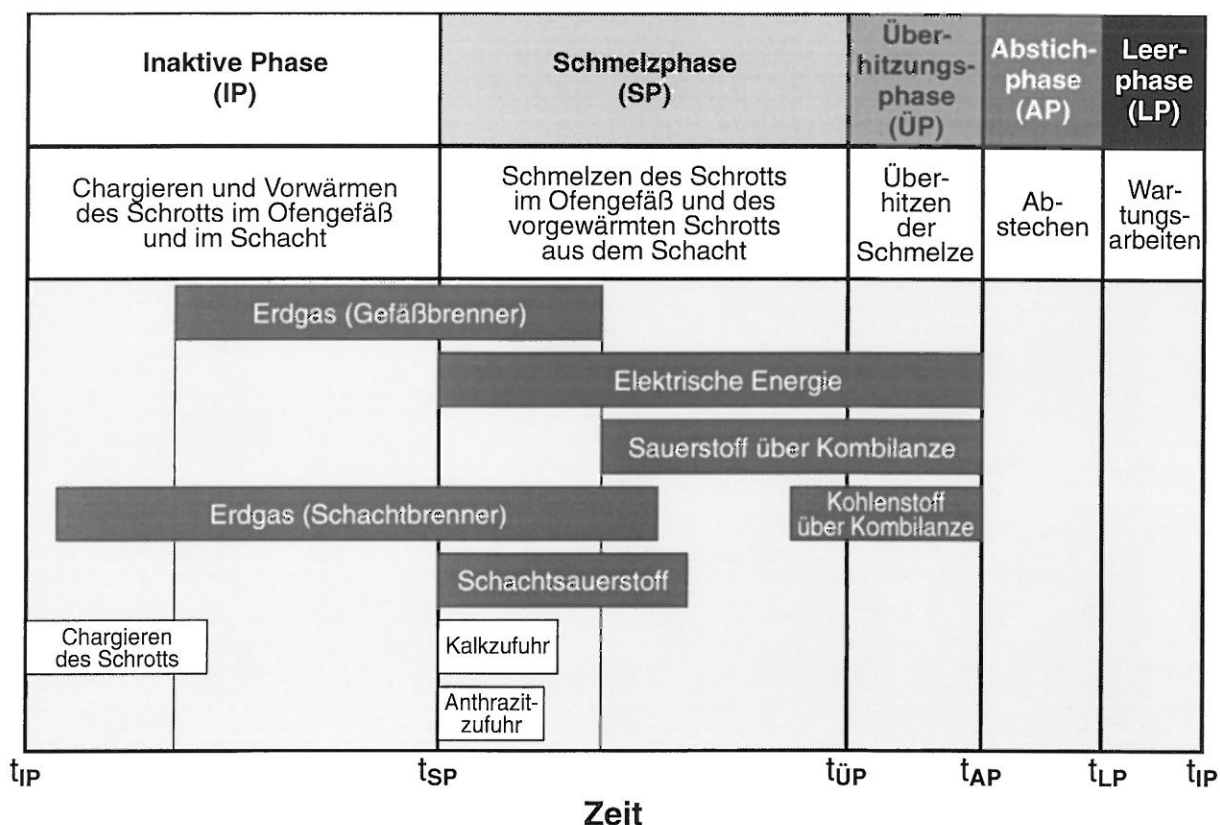 Inaktive Phase
(IP)
Schmelzphase
(SP)
Über-
hitzungs-
phase
(ÜP)
Abstich-
phase
(AP)
Leer-
phase
(LP)
Chargieren und Vorwärmen
des Schrotts im Ofengefäß
und im Schacht
Schmelzen des Schrotts
im Ofengefäß und des
vorgewärmten Schrotts
aus dem Schacht
Über-
hitzen
der
Schmelze
Ab-
stechen
War-
tungs-
arbeiten
Erdgas (Gefäßbrenner)
Elektrische Energie
Sauerstoff über Kombilanze
Erdgas (Schachtbrenner)
Kohlenstoff
über Kombilanze
Schachtsauerstoff
Chargieren
des Schrotts
Kalkzufuhr
Anthrazit-
zufuhr
tIP tSP tÜP tAP tLP tIP
Zeit